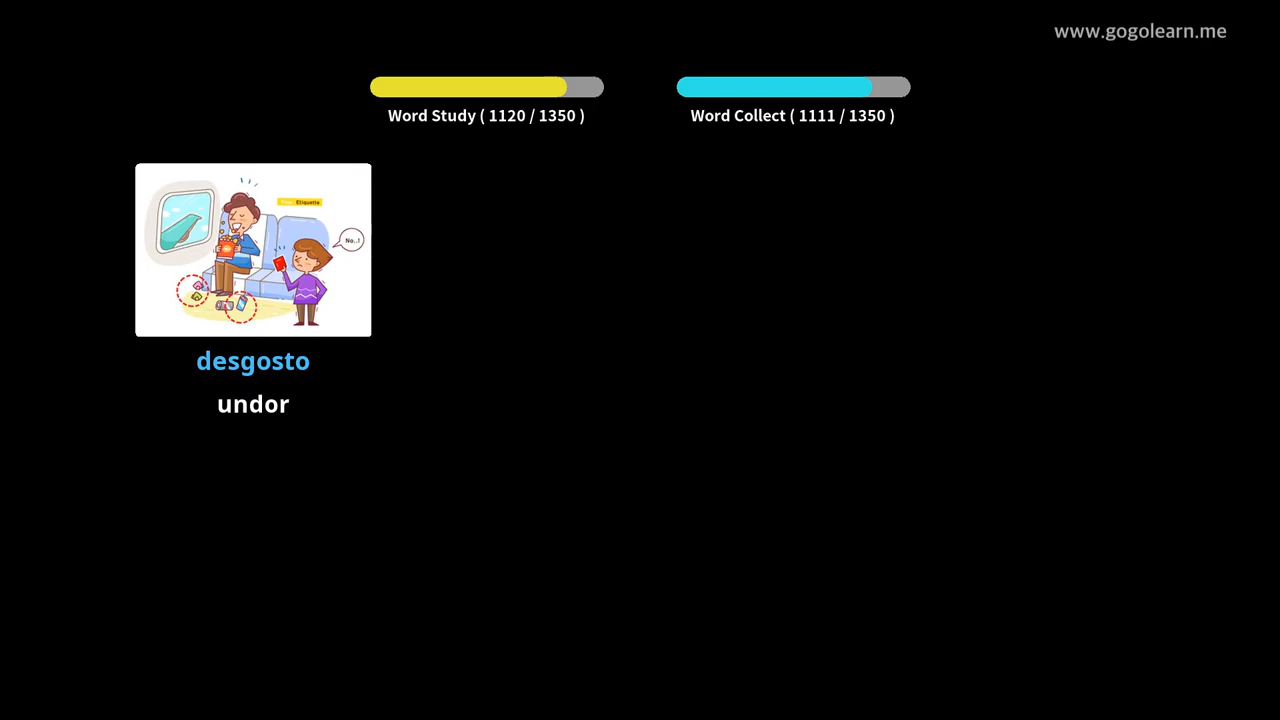 www.gogolearn.me
Word Study ( 1120 / 1350 )
Word Collect ( 1111 / 1350 )
Etiquette
No..!
desgosto
undor